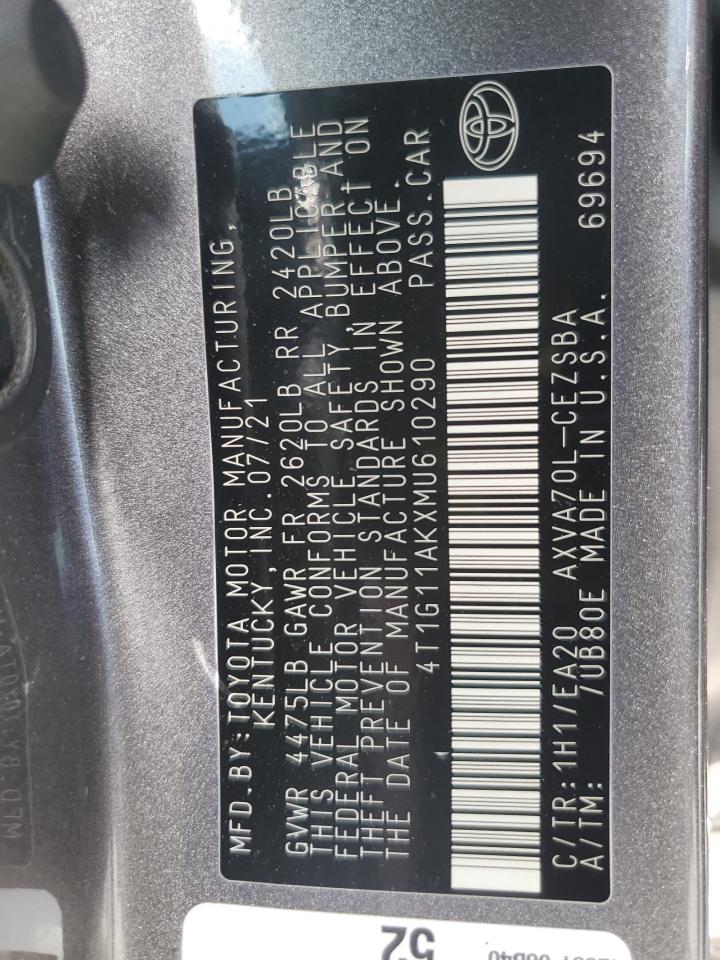 MFD.BY:TOYOTA MOTOR MANUFACTURING,
KENTUCKY, INC.07/21
GVWR 4475LB GAWR FR 2620LB RR 2420LB
THIS VEHICLE CONFORMS TO ALL APPLICABLE
FEDERAL MOTOR VEHICLE SAFETY, BUMPER AND
THEFT PREVENTION STANDARDS IN EFFECT ON
THE DATE OF MANUFACTURE SHOWN ABOVE.
4T1G11AKXMU610290 PASS.CAR
C/TR:1H1/EA20 AXVA70L-CEZSBA
A/TM: 7UB80E MADE IN U.S.A. 69694
52